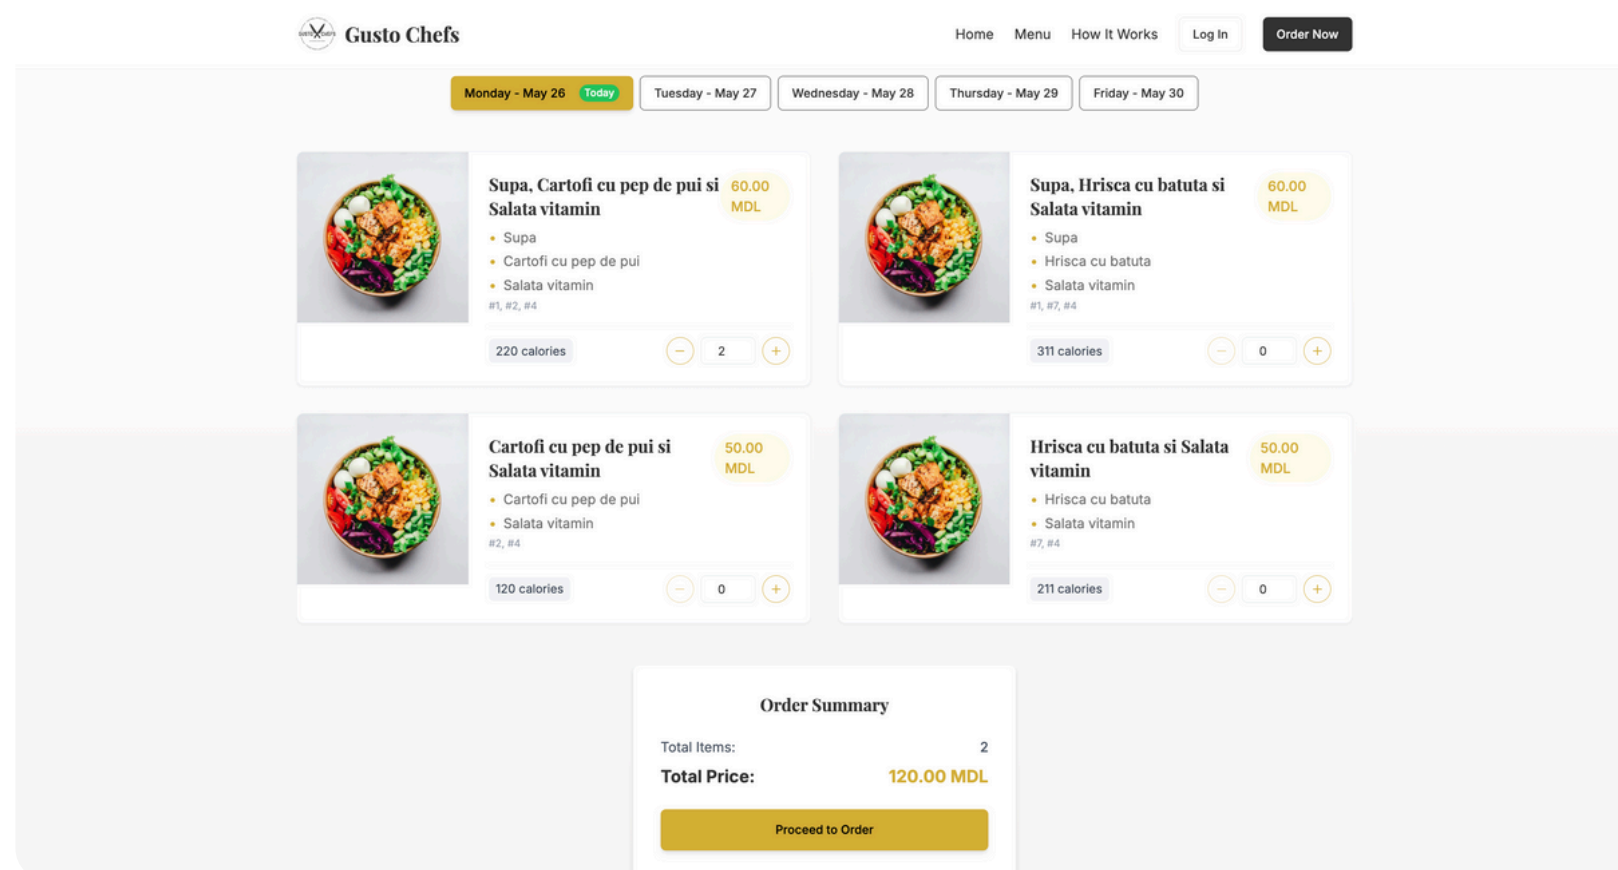 Gusto Chefs
Home Menu How It Works Log In Order Now
Monday - May 26 Today Tuesday - May 27 Wednesday - May 28 Thursday - May 29 Friday - May 30
Supa, Cartofi cu pep de pui si
Salata vitamin
60.00
MDL
• Supa
• Cartofi cu pep de pui
• Salata vitamin
#1, #2, #4
220 calories
− 2 +
Supa, Hrisca cu batuta si
Salata vitamin
60.00
MDL
• Supa
• Hrisca cu batuta
• Salata vitamin
#1, #7, #4
311 calories
− 0 +
Cartofi cu pep de pui si
Salata vitamin
50.00
MDL
• Cartofi cu pep de pui
• Salata vitamin
#2, #4
120 calories
− 0 +
Hrisca cu batuta si Salata
vitamin
50.00
MDL
• Hrisca cu batuta
• Salata vitamin
#7, #4
211 calories
− 0 +
Order Summary
Total Items: 2
Total Price: 120.00 MDL
Proceed to Order